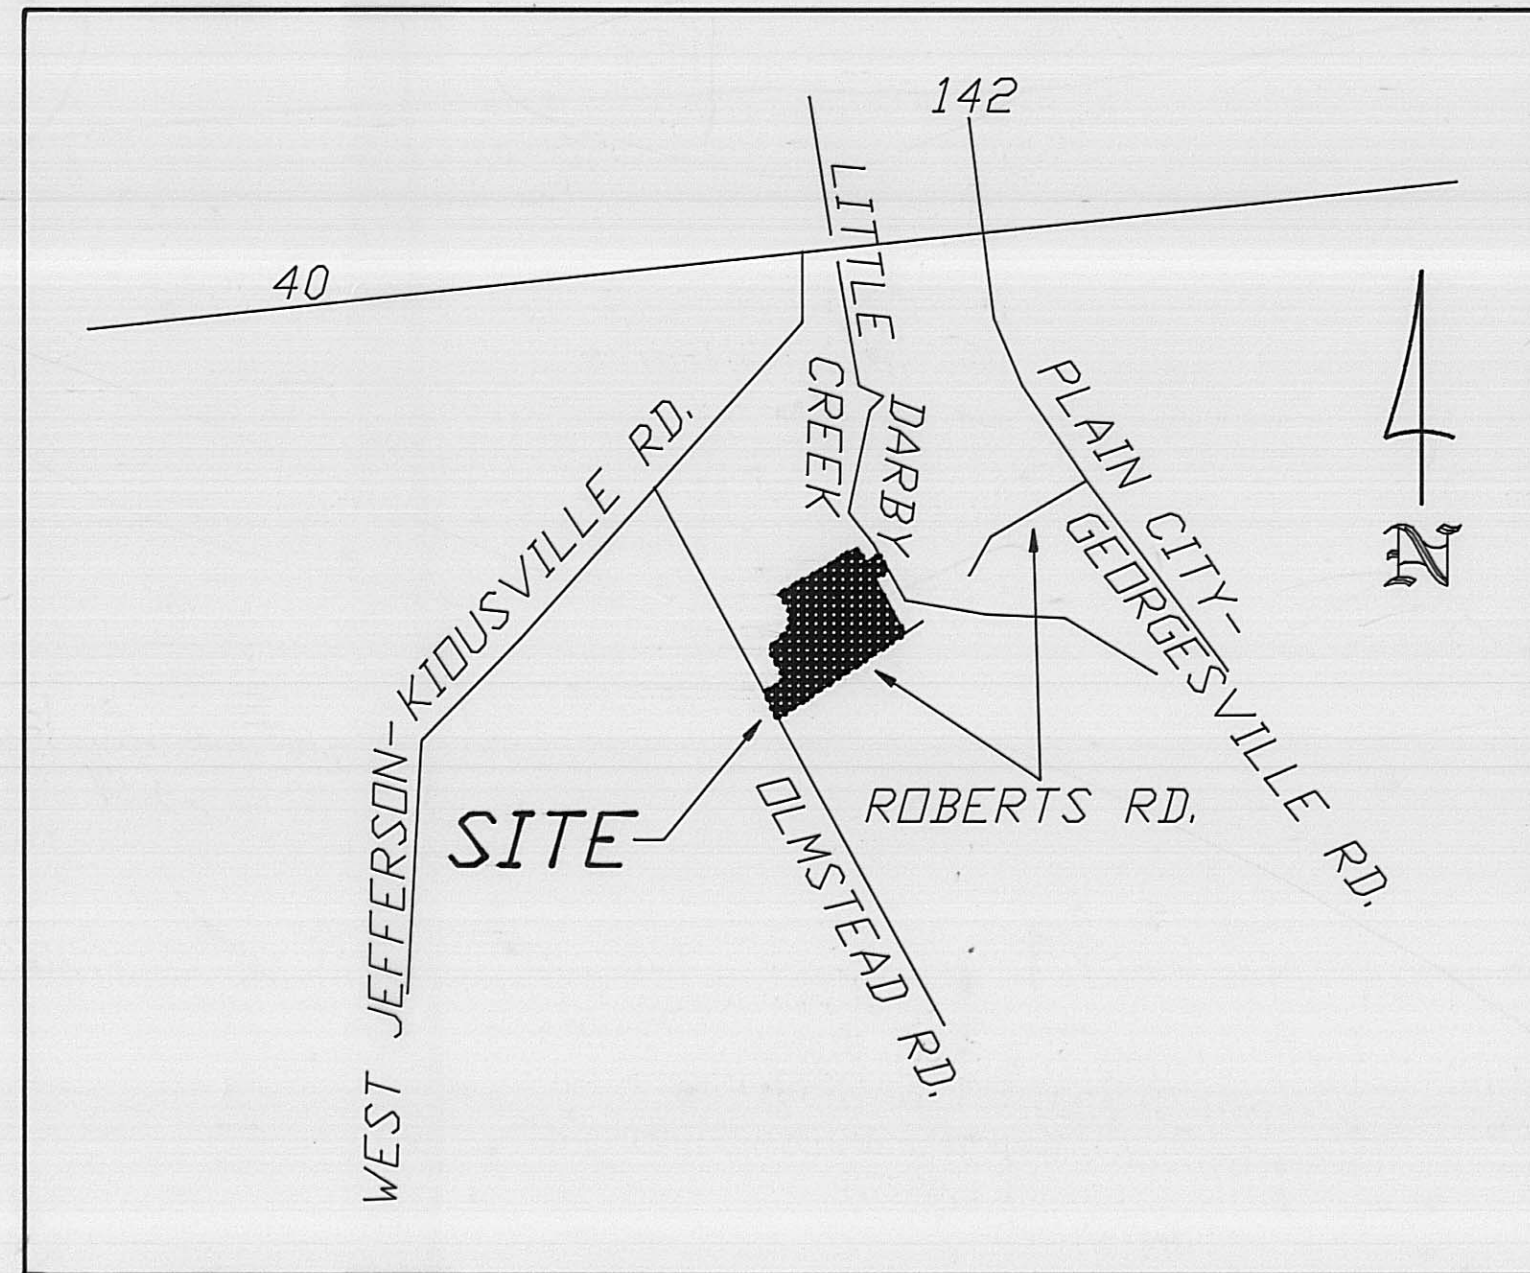 142
40
LITTLE
DARBY
CREEK
PLAIN CITY-
GEORGESVILLE RD.
WEST JEFFERSON-KIOUSVILLE RD.
N
ROBERTS RD.
SITE
OLMSTEAD RD.